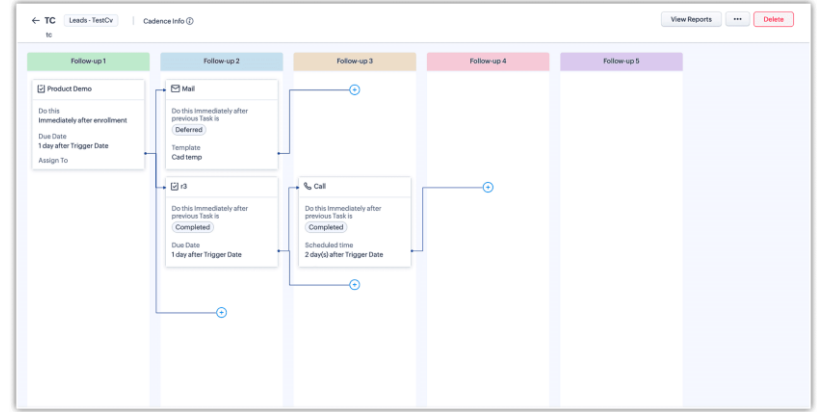 TC Leads - TestCv Cadence Info View Reports ... Delete
tc
Follow-up 1 Follow-up 2 Follow-up 3 Follow-up 4 Follow-up 5
Product Demo
Do this
Immediately after enrollment
Due Date
1 day after Trigger Date
Assign To
Mail
Do this Immediately after
previous Task is
Deferred
Template
Cad temp
r3
Do this Immediately after
previous Task is
Completed
Due Date
1 day after Trigger Date
Call
Do this Immediately after
previous Task is
Completed
Scheduled time
2 day(s) after Trigger Date